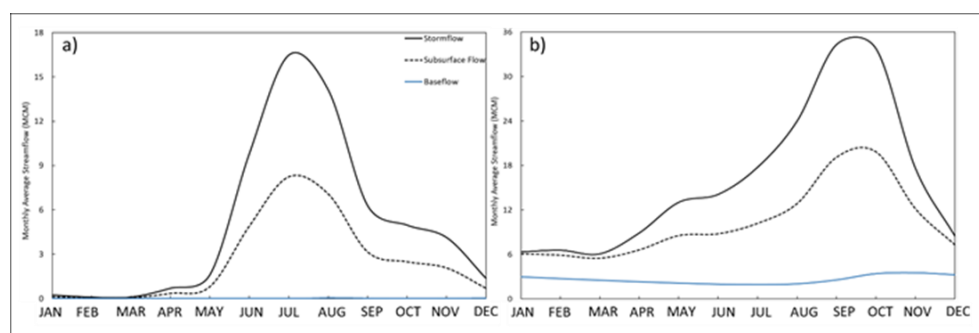 a)
Stormflow
Subsurface Flow
Baseflow
Monthly Average Streamflow (MCM)
18
15
12
9
6
3
0
JAN FEB MAR APR MAY JUN JUL AUG SEP OCT NOV DEC
b)
Monthly Average Streamflow (MCM)
36
30
24
18
12
6
0
JAN FEB MAR APR MAY JUN JUL AUG SEP OCT NOV DEC